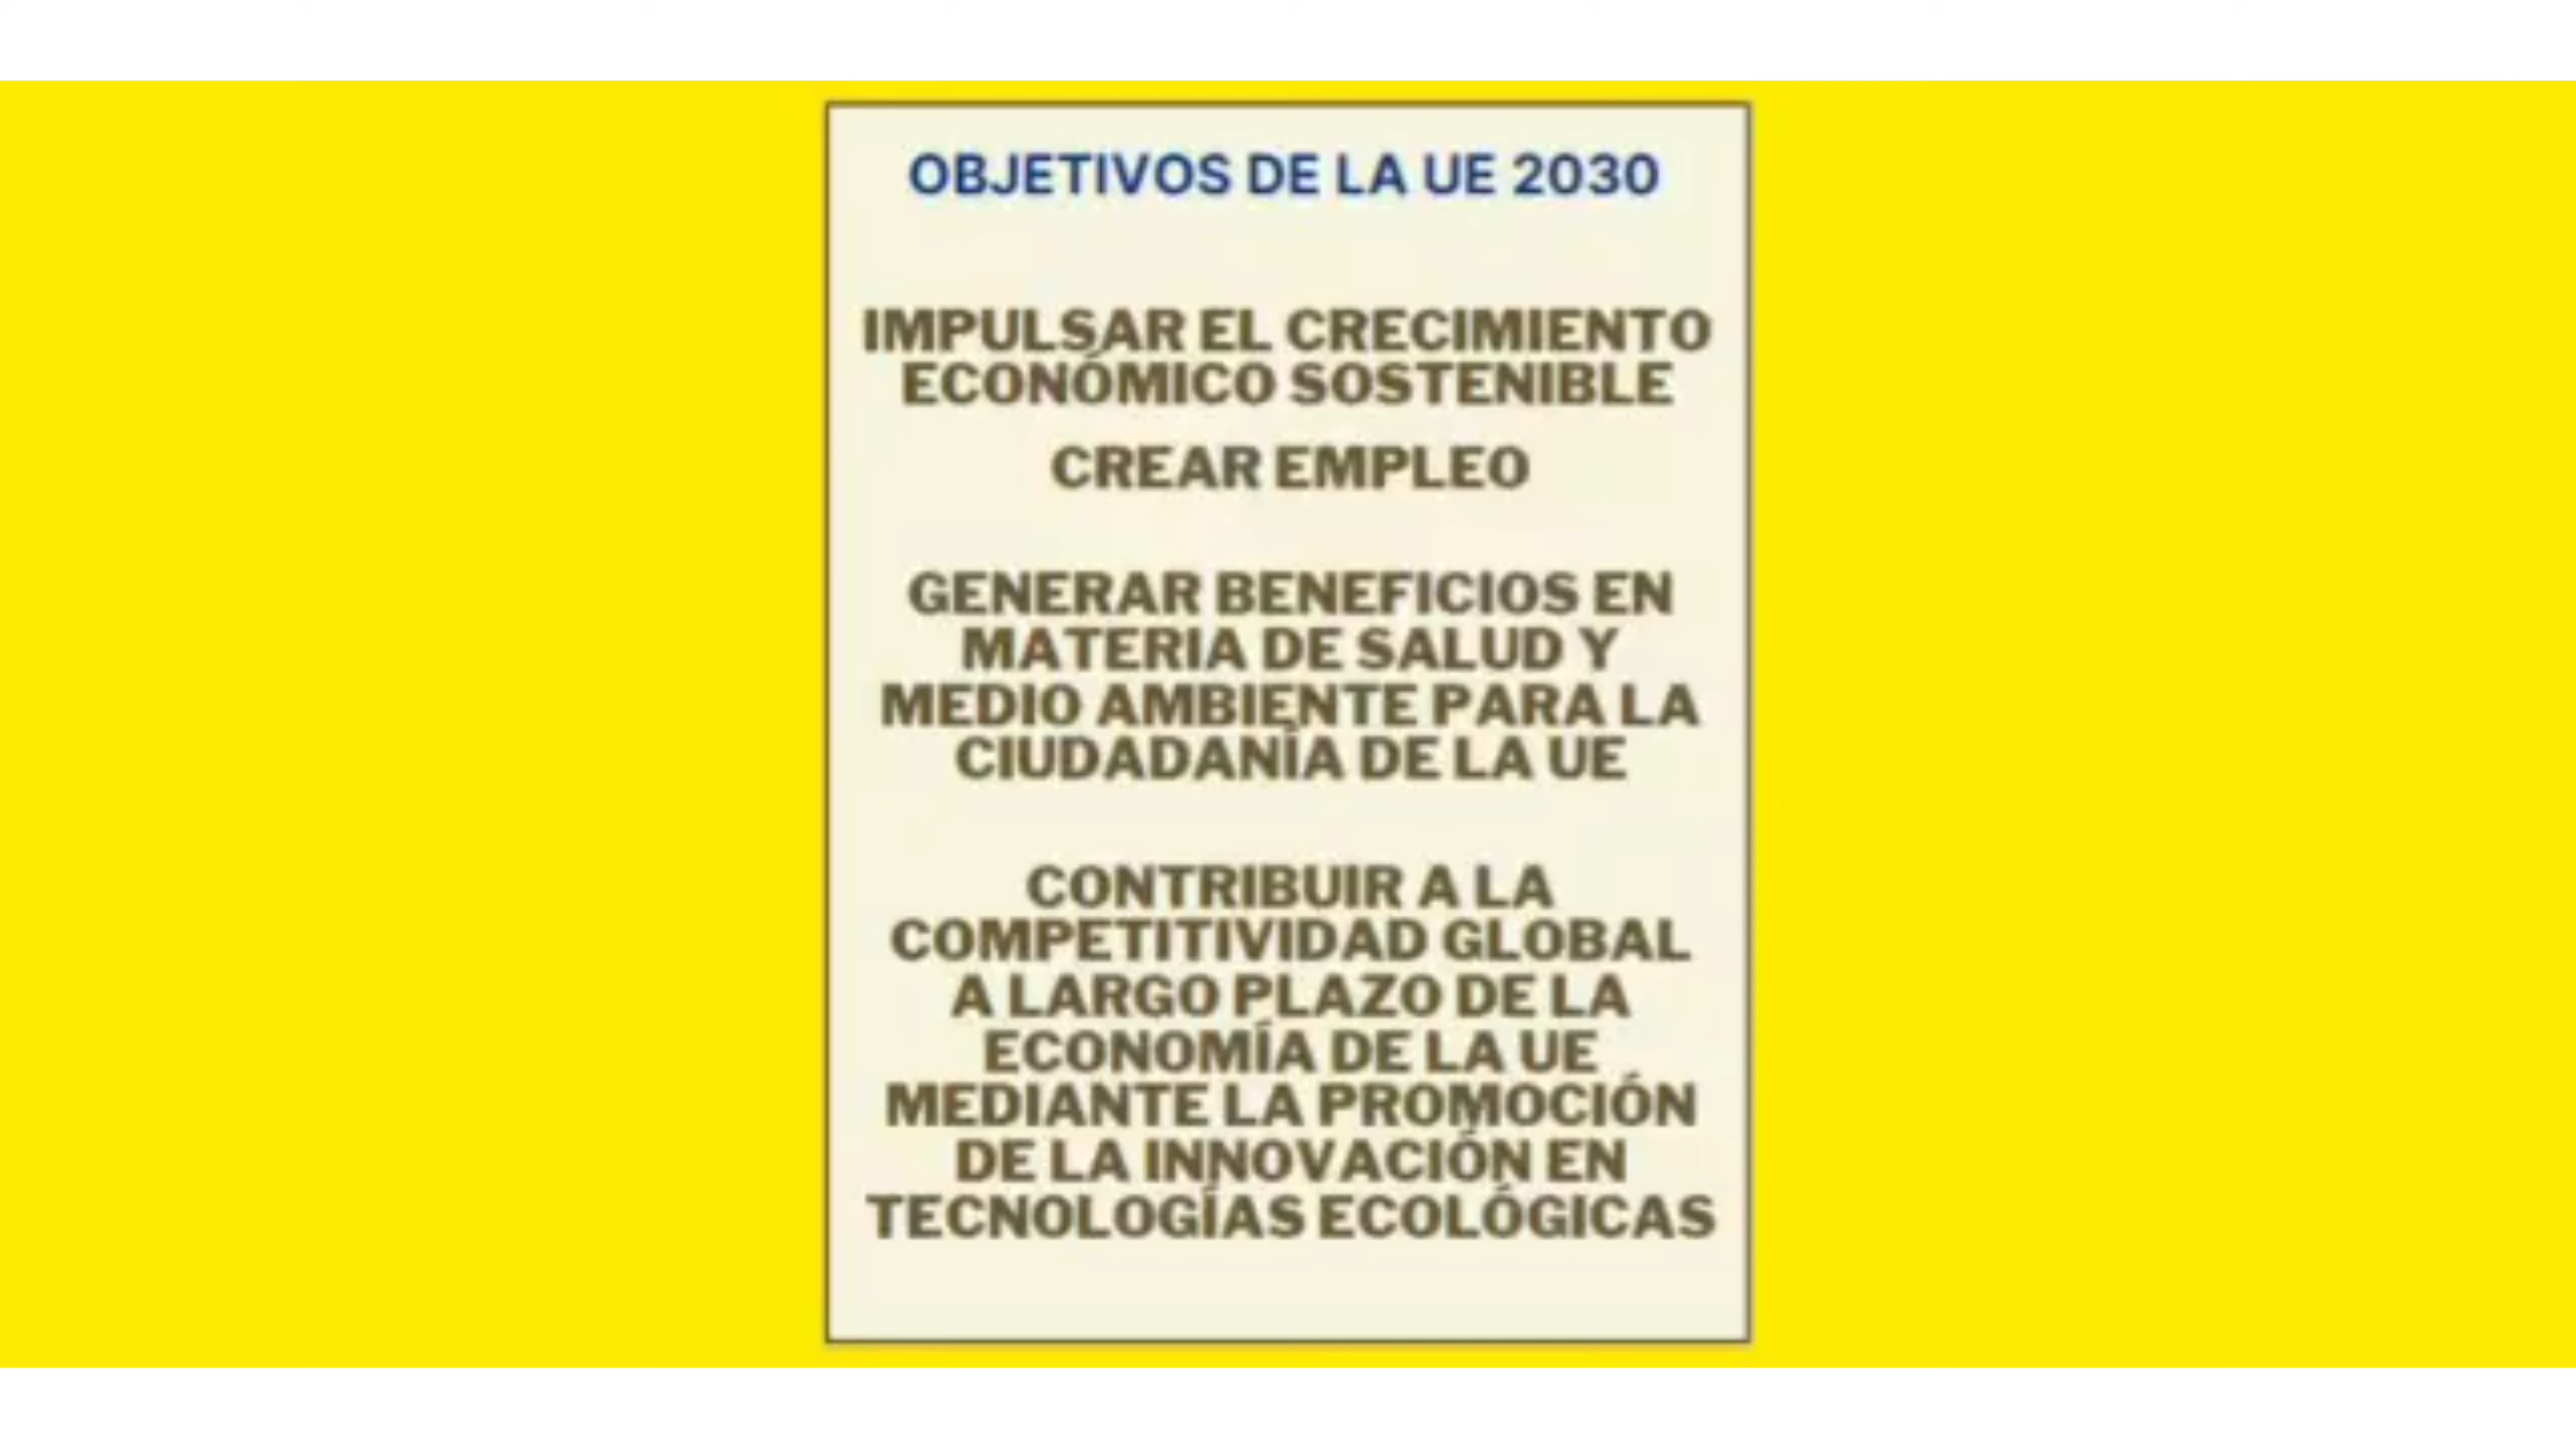 OBJETIVOS DE LA UE 2030
IMPULSAR EL CRECIMIENTO
ECONÓMICO SOSTENIBLE
CREAR EMPLEO
GENERAR BENEFICIOS EN
MATERIA DE SALUD Y
MEDIO AMBIENTE PARA LA
CIUDADANÍA DE LA UE
CONTRIBUIR A LA
COMPETITIVIDAD GLOBAL
A LARGO PLAZO DE LA
ECONOMÍA DE LA UE
MEDIANTE LA PROMOCIÓN
DE LA INNOVACIÓN EN
TECNOLOGÍAS ECOLÓGICAS